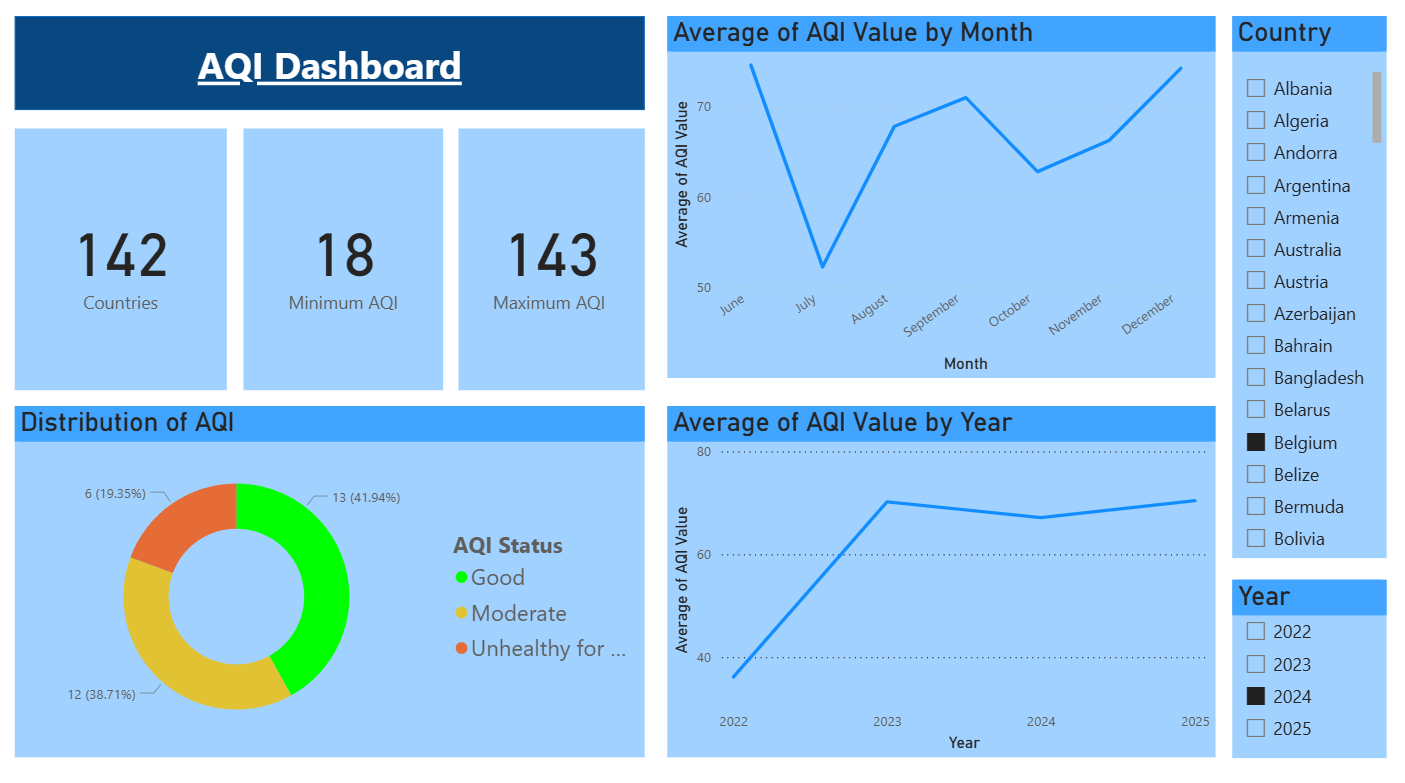 AQI Dashboard
142
Countries
18
Minimum AQI
143
Maximum AQI
Average of AQI Value by Month
Average of AQI Value
70
60
50
June
July
August
September
October
November
December
Month
Distribution of AQI
6 (19.35%)
13 (41.94%)
12 (38.71%)
AQI Status
Good
Moderate
Unhealthy for ...
Average of AQI Value by Year
Average of AQI Value
80
60
40
2022
2023
2024
2025
Year
Country
Albania
Algeria
Andorra
Argentina
Armenia
Australia
Austria
Azerbaijan
Bahrain
Bangladesh
Belarus
Belgium
Belize
Bermuda
Bolivia
Year
2022
2023
2024
2025